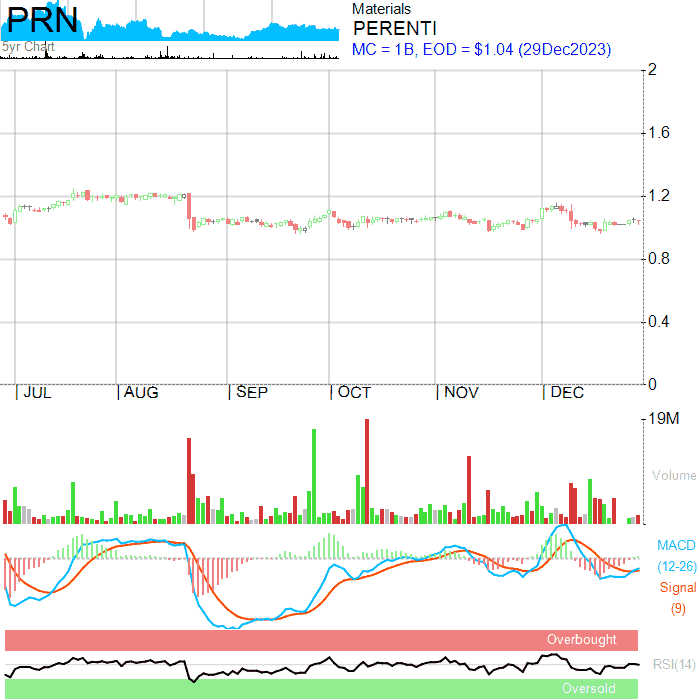 PRN
5yr Chart
Materials
PERENTI
MC = 1B, EOD = $1.04 (29Dec2023)
2
1.6
1.2
0.8
0.4
0
JUL AUG SEP OCT NOV DEC
19M
Volume
MACD
(12-26)
Signal
(9)
Overbought
RSI(14)
Oversold